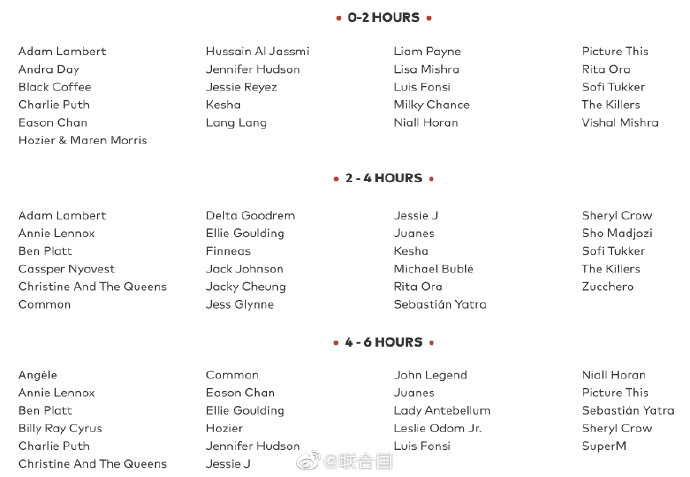 • 0-2 HOURS •
Adam Lambert
Andra Day
Black Coffee
Charlie Puth
Eason Chan
Hozier & Maren Morris
Hussain Al Jassmi
Jennifer Hudson
Jessie Reyez
Kesha
Lang Lang
Liam Payne
Lisa Mishra
Luis Fonsi
Milky Chance
Niall Horan
Picture This
Rita Ora
Sofi Tukker
The Killers
Vishal Mishra
• 2 - 4 HOURS •
Adam Lambert
Annie Lennox
Ben Platt
Cassper Nyovest
Christine And The Queens
Common
Delta Goodrem
Ellie Goulding
Finneas
Jack Johnson
Jacky Cheung
Jess Glynne
Jessie J
Juanes
Kesha
Michael Bublé
Rita Ora
Sebastián Yatra
Sheryl Crow
Sho Madjozi
Sofi Tukker
The Killers
Zucchero
• 4 - 6 HOURS •
Angèle
Annie Lennox
Ben Platt
Billy Ray Cyrus
Charlie Puth
Christine And The Queens
Common
Eason Chan
Ellie Goulding
Hozier
Jennifer Hudson
Jessie J
John Legend
Juanes
Lady Antebellum
Leslie Odom Jr.
Luis Fonsi
Niall Horan
Picture This
Sebastián Yatra
Sheryl Crow
SuperM
@联合国